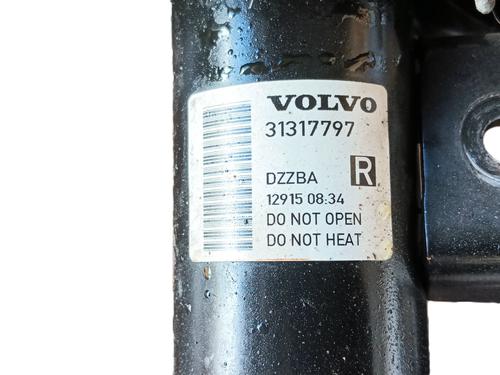 VOLVO
31317797
DZZBA R
12915 08:34
DO NOT OPEN
DO NOT HEAT